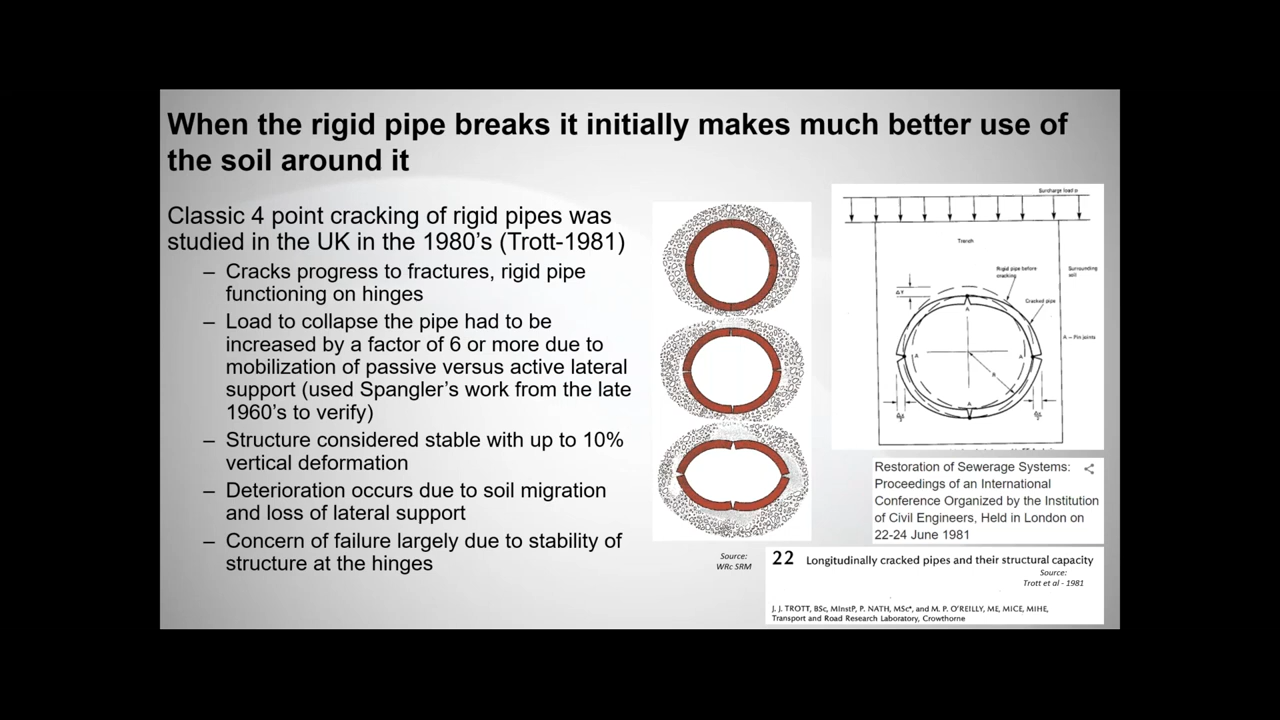 When the rigid pipe breaks it initially makes much better use of
the soil around it
Classic 4 point cracking of rigid pipes was
studied in the UK in the 1980's (Trott-1981)
– Cracks progress to fractures, rigid pipe
functioning on hinges
– Load to collapse the pipe had to be
increased by a factor of 6 or more due to
mobilization of passive versus active lateral
support (used Spangler's work from the late
1960's to verify)
– Structure considered stable with up to 10%
vertical deformation
– Deterioration occurs due to soil migration
and loss of lateral support
– Concern of failure largely due to stability of
structure at the hinges
Source:
WRc SRM
Surcharge load p
Trench
Rigid pipe before
cracking
Surrounding
soil
Cracked pipe
A – Pin joints
A
A
A
A
R
Restoration of Sewerage Systems:
Proceedings of an International
Conference Organized by the Institution
of Civil Engineers, Held in London on
22-24 June 1981
22 Longitudinally cracked pipes and their structural capacity
Source:
Trott et al - 1981
J. J. TROTT, BSc, MInstP, P. NATH, MSc*, and M. P. O'REILLY, ME, MICE, MIHE,
Transport and Road Research Laboratory, Crowthorne